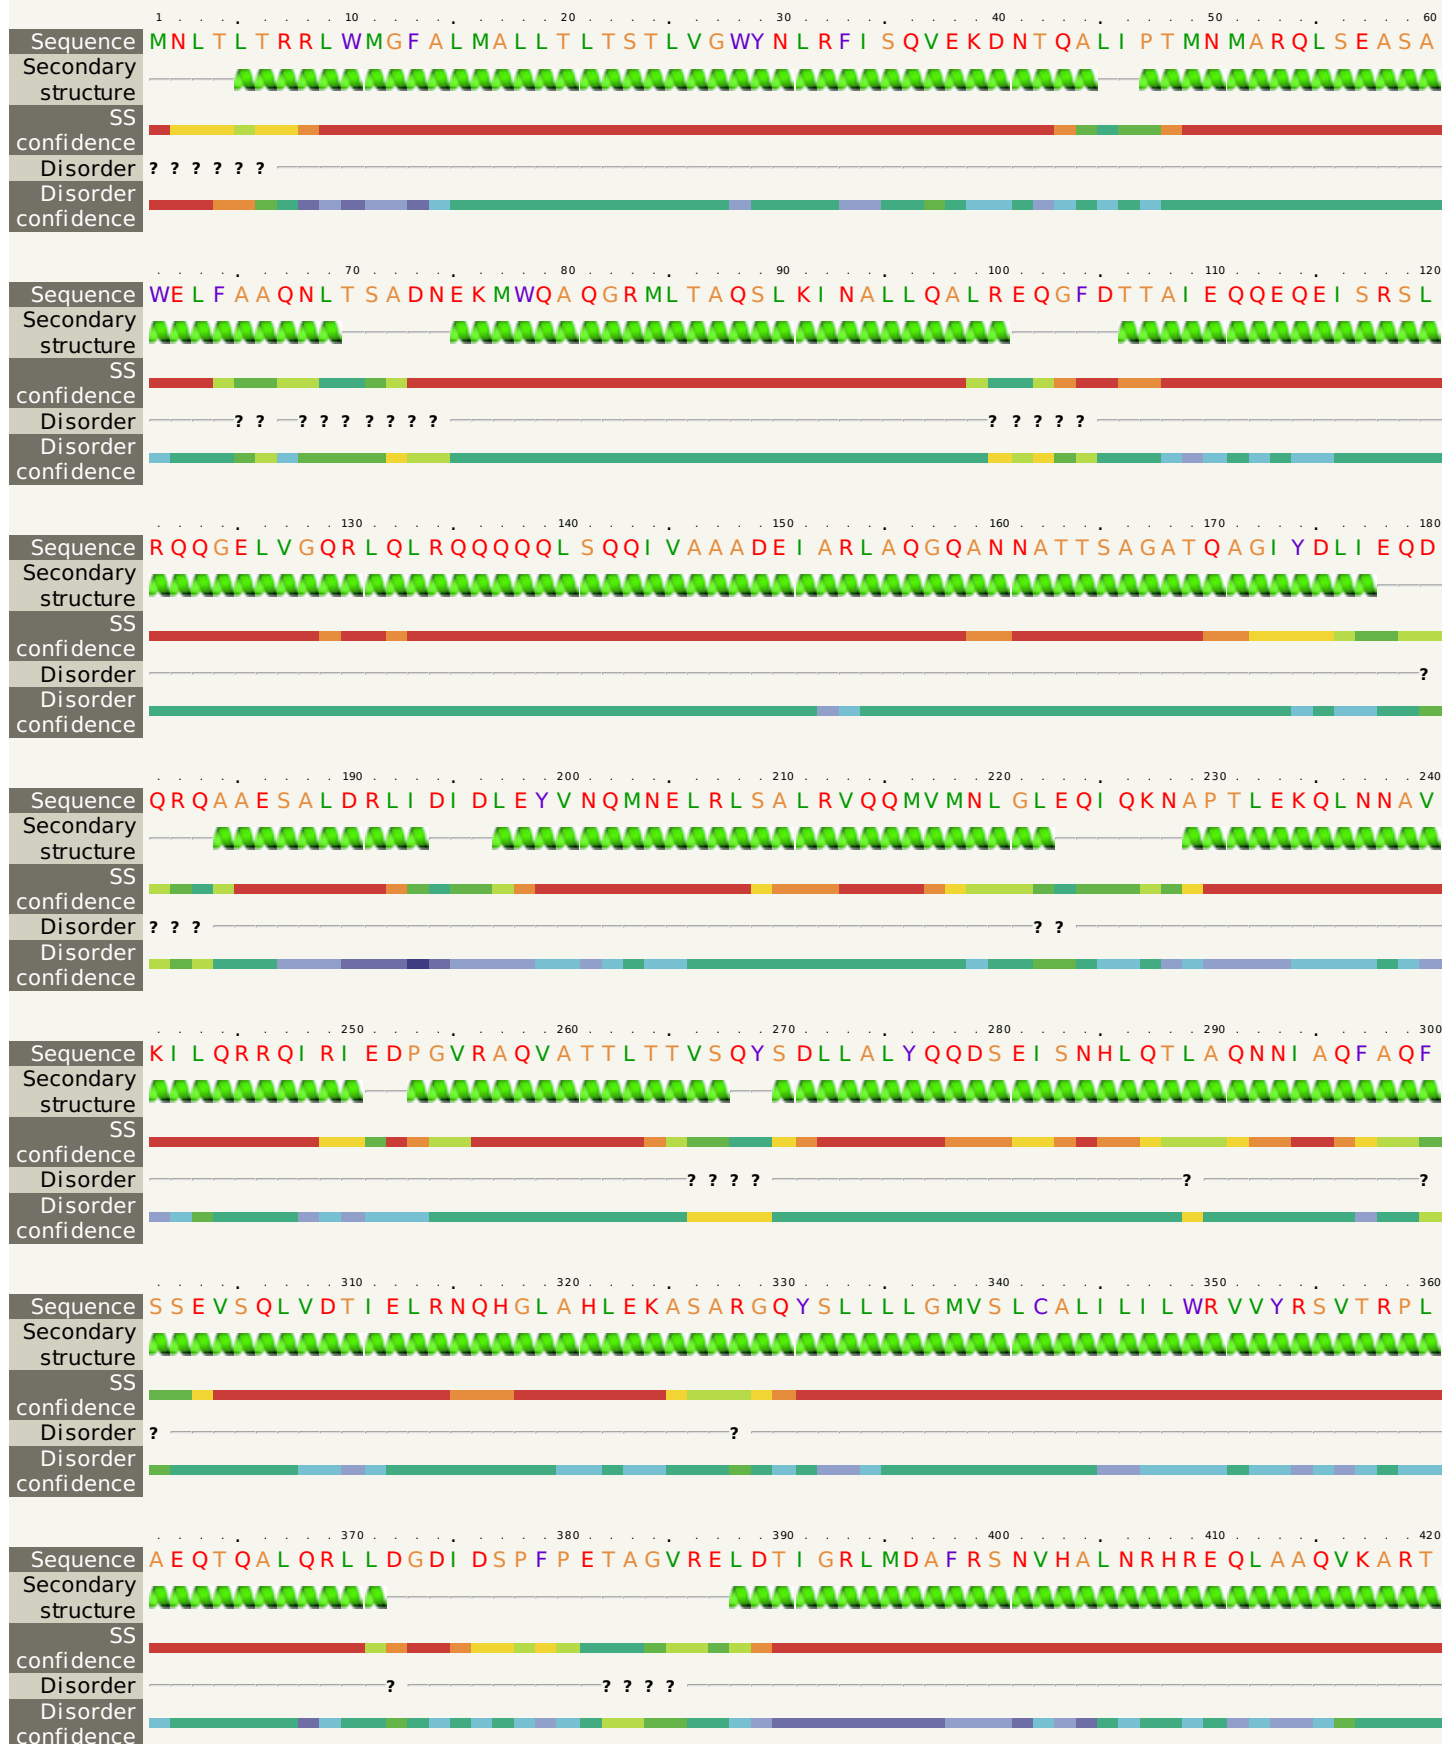 1 10 20 30 40 50 60
Sequence MNLTLTRRLWMGFALMALLTLTSTLVGWYNLRFISQVEKDNTQALIPTMNMARQLSEASA
Secondary
structure
SS
confidence
Disorder ? ? ? ? ? ?
Disorder
confidence
70 80 90 100 110 120
Sequence WELFAAQNLTSADNEKMWQAQGRMLTAQSLKINALLQALREQGFDTTAIEQQEQEISRSL
Secondary
structure
SS
confidence
Disorder ? ? ? ? ? ? ? ? ? ? ? ? ? ?
Disorder
confidence
130 140 150 160 170 180
Sequence RQQGELVGQRLQLRQQQQQLSQQIVAAADEIARLAQGQANNATTSAGATQAGIYDLIEQD
Secondary
structure
SS
confidence
Disorder ?
Disorder
confidence
190 200 210 220 230 240
Sequence QRQAAESALDRLIDIDLEYVNQMNELRLSALRVQQMVMNLGLEQIQKNAPTLEKQLNNAV
Secondary
structure
SS
confidence
Disorder ? ? ? ? ?
Disorder
confidence
250 260 270 280 290 300
Sequence KILQRRQIRIEDPGVRAQVATTLTTVSQYSDLLALYQQDSEISNHLQTLAQNNIAQFAQF
Secondary
structure
SS
confidence
Disorder ? ? ? ? ? ?
Disorder
confidence
310 320 330 340 350 360
Sequence SSEVSQLVDTIELRNQHGLAHLEKASARGQYSLLLLGMVSLCALILILWRVVYRSVTRPL
Secondary
structure
SS
confidence
Disorder ? ?
Disorder
confidence
370 380 390 400 410 420
Sequence AEQTQALQRLLDGDIDSPFPETAGVRELDTIGRLMDAFRSNVHALNRHREQLAAQVKART
Secondary
structure
SS
confidence
Disorder ? ? ? ? ?
Disorder
confidence